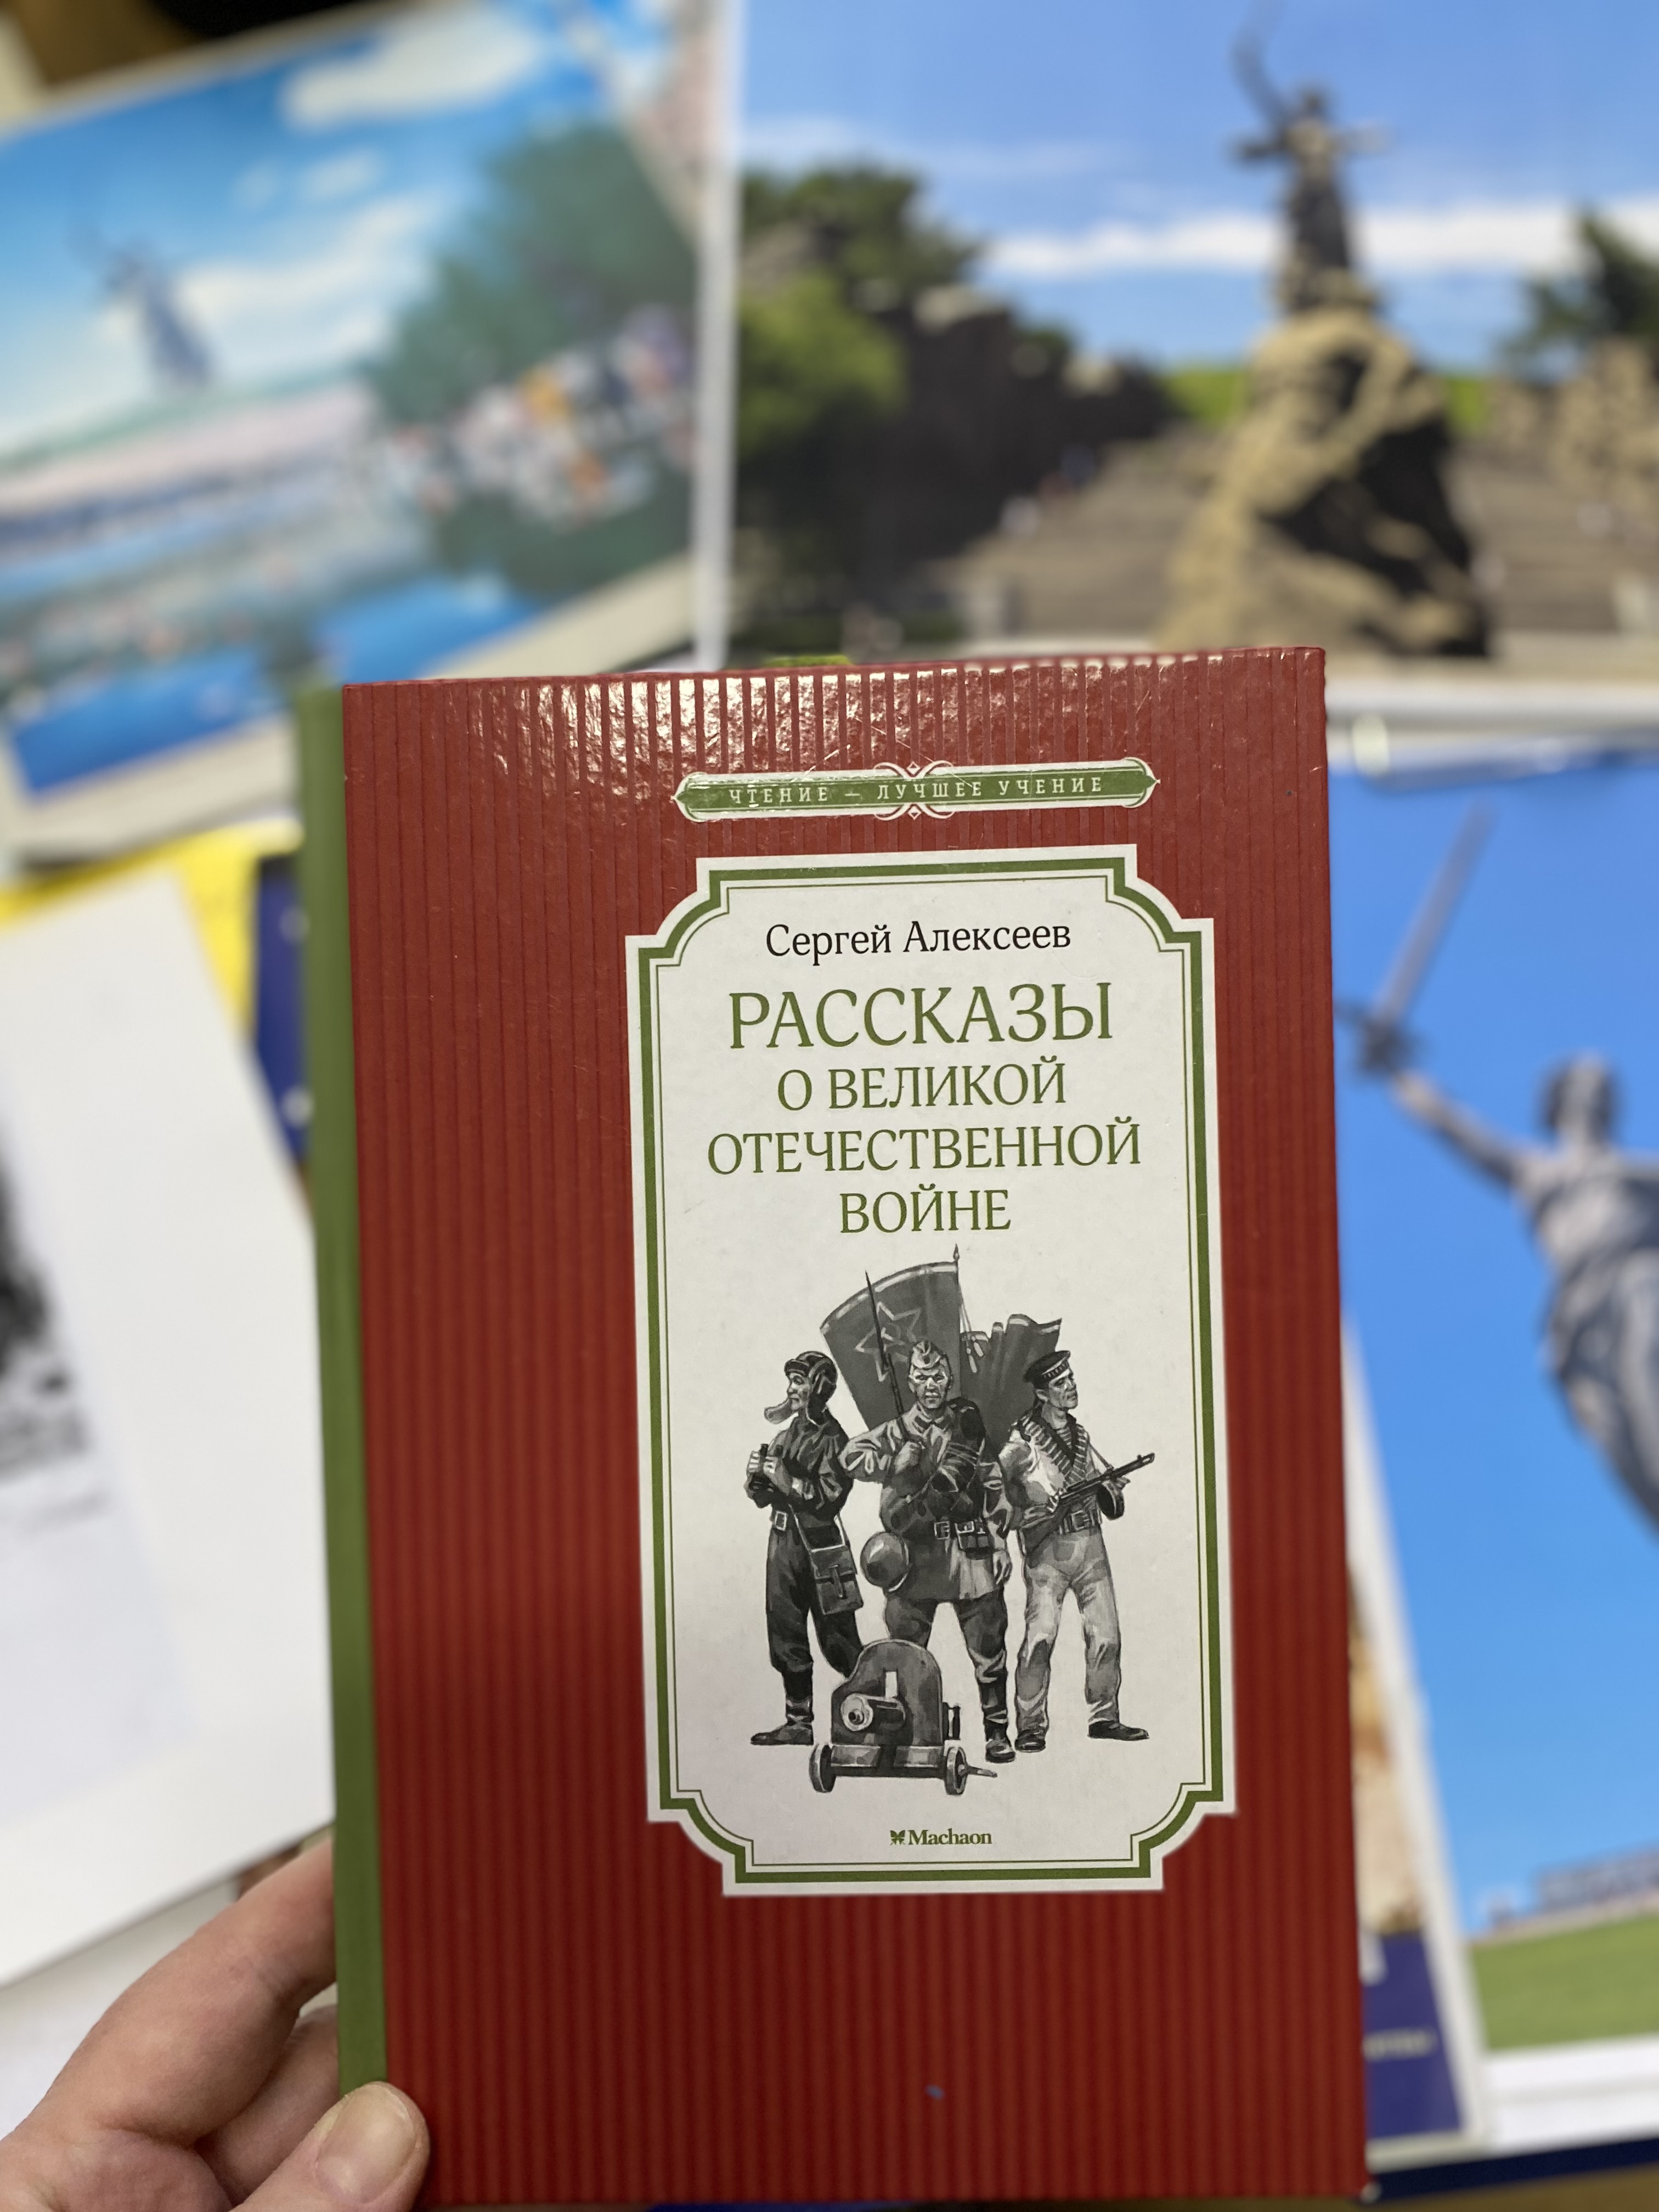 ЧТЕНИЕ – ЛУЧШЕЕ УЧЕНИЕ
Сергей Алексеев
РАССКАЗЫ
О ВЕЛИКОЙ
ОТЕЧЕСТВЕННОЙ
ВОЙНЕ
Machaon